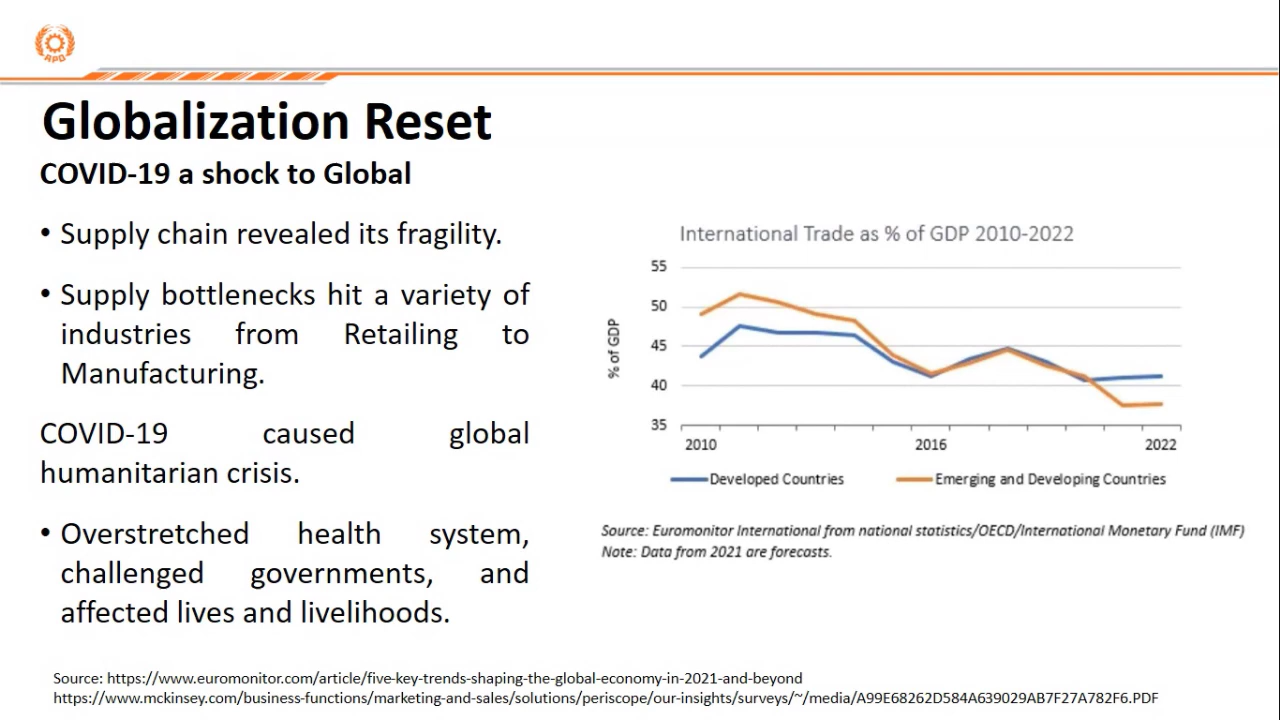 APO
Globalization Reset
COVID-19 a shock to Global
• Supply chain revealed its fragility.
• Supply bottlenecks hit a variety of
industries from Retailing to
Manufacturing.
COVID-19 caused global
humanitarian crisis.
• Overstretched health system,
challenged governments, and
affected lives and livelihoods.
International Trade as % of GDP 2010-2022
% of GDP
55
50
45
40
35
2010 2016 2022
Developed Countries Emerging and Developing Countries
Source: Euromonitor International from national statistics/OECD/International Monetary Fund (IMF)
Note: Data from 2021 are forecasts.
Source: https://www.euromonitor.com/article/five-key-trends-shaping-the-global-economy-in-2021-and-beyond
https://www.mckinsey.com/business-functions/marketing-and-sales/solutions/periscope/our-insights/surveys/~/media/A99E68262D584A639029AB7F27A782F6.PDF